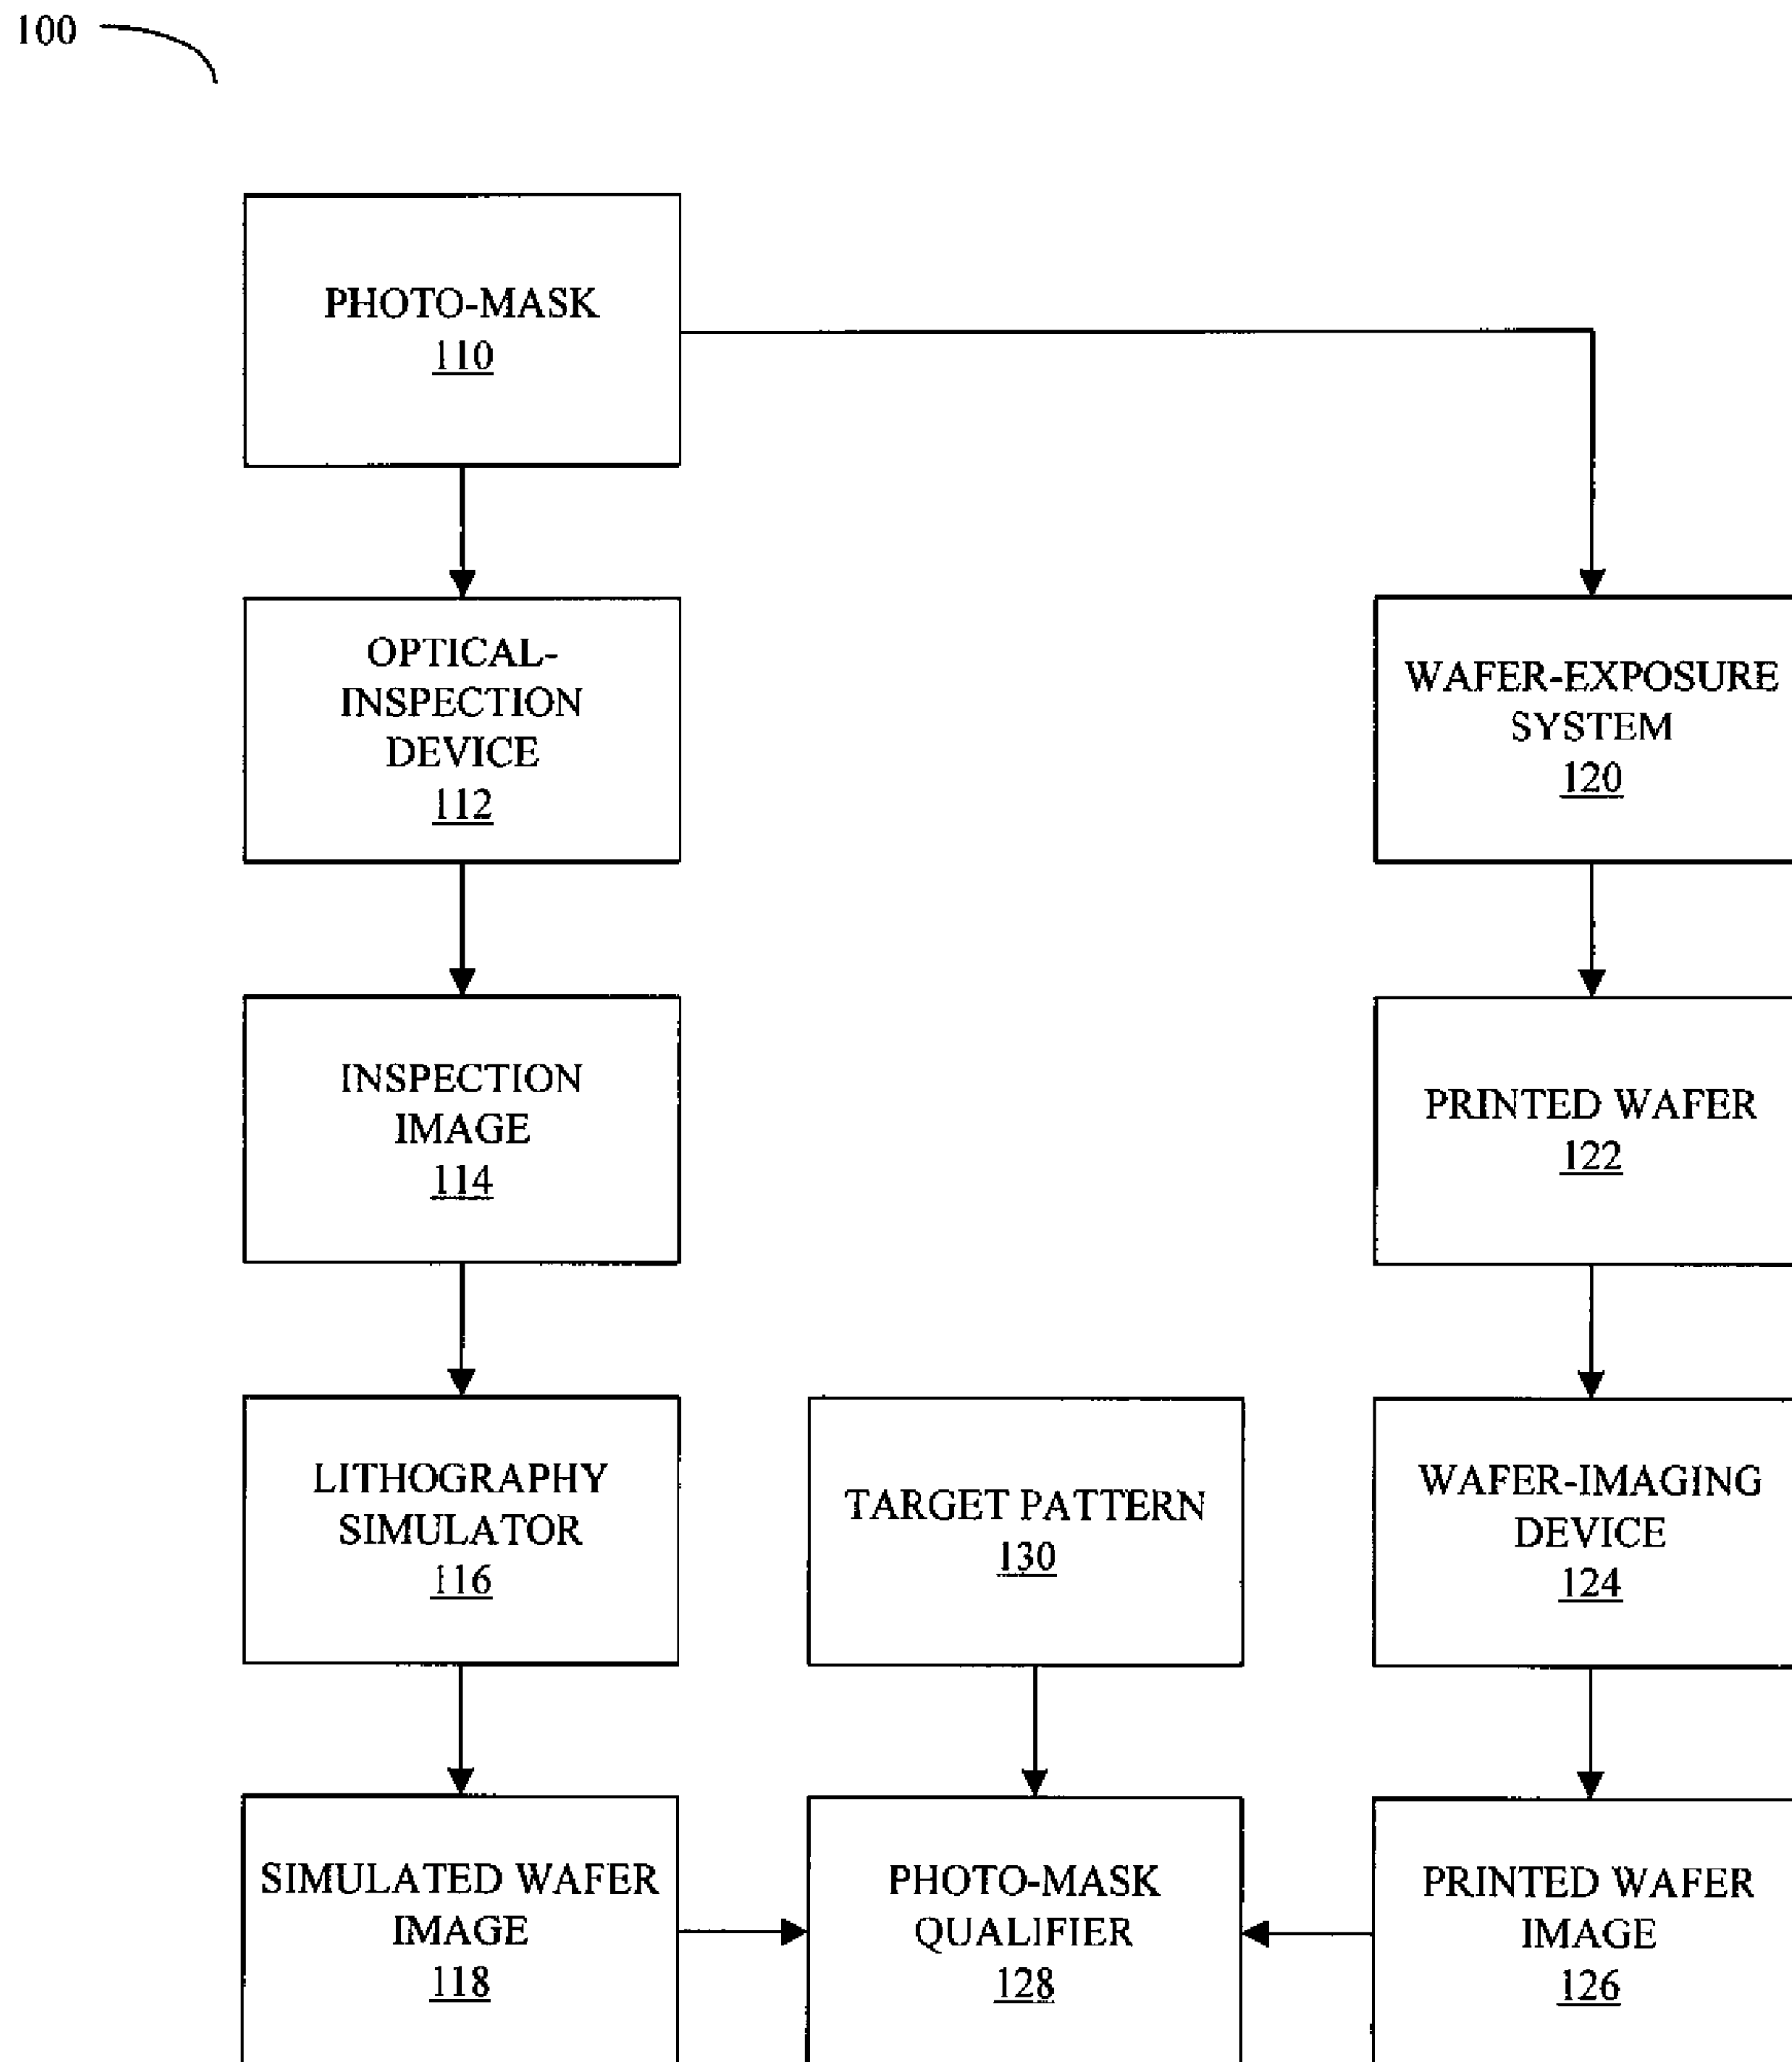 100
PHOTO-MASK
110
OPTICAL-
INSPECTION
DEVICE
112
WAFER-EXPOSURE
SYSTEM
120
INSPECTION
IMAGE
114
PRINTED WAFER
122
LITHOGRAPHY
SIMULATOR
116
TARGET PATTERN
130
WAFER-IMAGING
DEVICE
124
SIMULATED WAFER
IMAGE
118
PHOTO-MASK
QUALIFIER
128
PRINTED WAFER
IMAGE
126